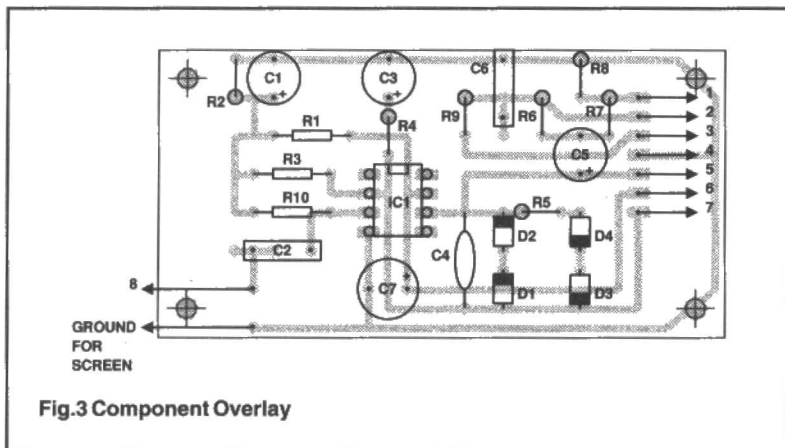 C1
C3
C6
R8
R2
1
R4
R9
R6
R7
2
R1
3
C5
4
R3
5
IC1
6
R10
R5
7
D2
D4
C2
C4
8
C7
D1
D3
GROUND
FOR
SCREEN
Fig.3 Component Overlay